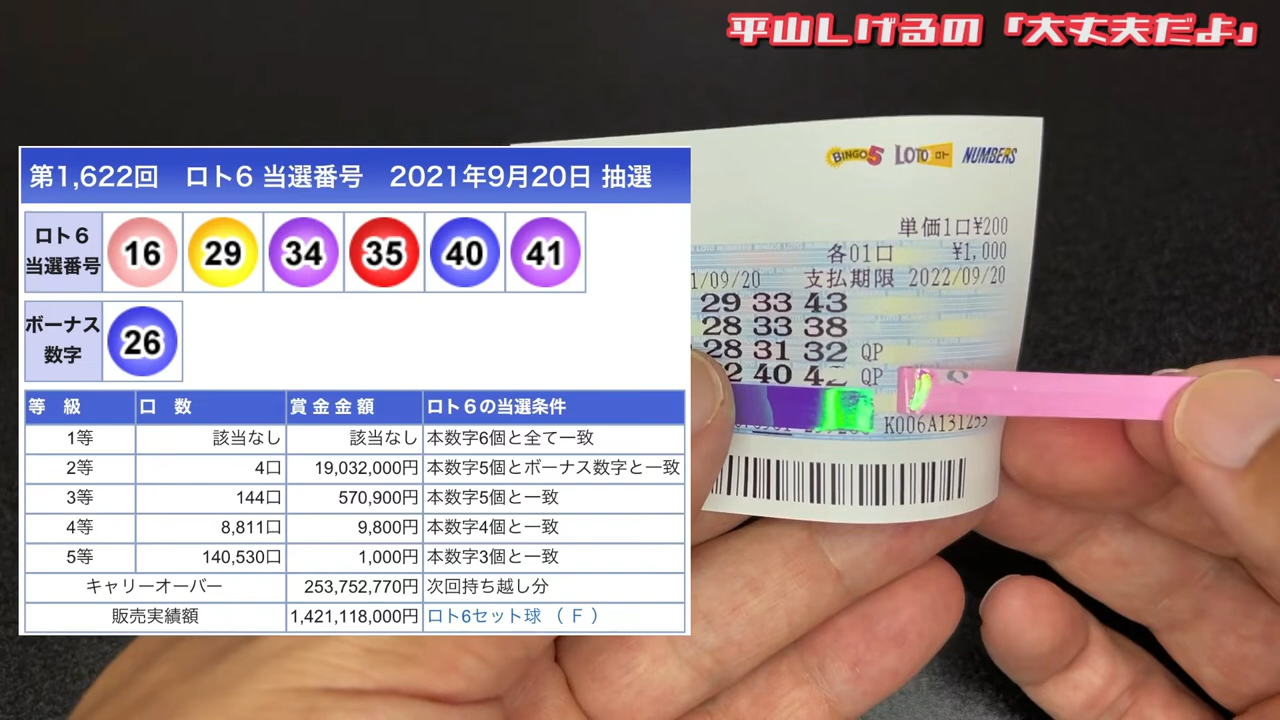 平山しげるの「大丈夫だよ」
第1,622回 ロト6 当選番号 2021年9月20日 抽選
ロト6 当選番号 16 29 34 35 40 41
ボーナス数字 26
等 級 口 数 賞 金 金 額 ロト6の当選条件
1等 該当なし 該当なし 本数字6個と全て一致
2等 4口 19,032,000円 本数字5個とボーナス数字と一致
3等 144口 570,900円 本数字5個と一致
4等 8,811口 9,800円 本数字4個と一致
5等 140,530口 1,000円 本数字3個と一致
キャリーオーバー 253,752,770円 次回持ち越し分
販売実績額 1,421,118,000円 ロト6セット球 ( F )
BINGO5 LOTO ロト NUMBERS
単価1口¥200
各01口 ¥1,000
1/09/20 支払期限 2022/09/20
29 33 43
28 33 38
28 31 32 QP
2 40 42 QP
K006A131253